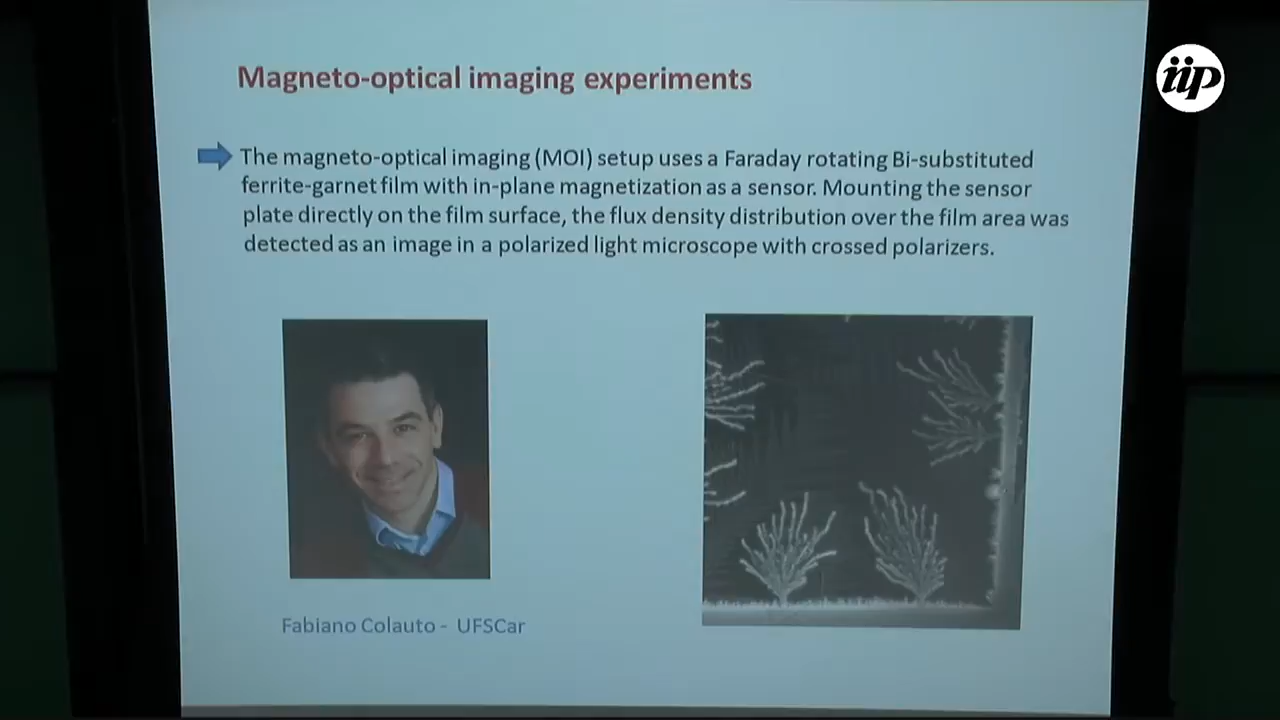 Magneto-optical imaging experiments
iip
The magneto-optical imaging (MOI) setup uses a Faraday rotating Bi-substituted
ferrite-garnet film with in-plane magnetization as a sensor. Mounting the sensor
plate directly on the film surface, the flux density distribution over the film area was
detected as an image in a polarized light microscope with crossed polarizers.
Fabiano Colauto - UFSCar